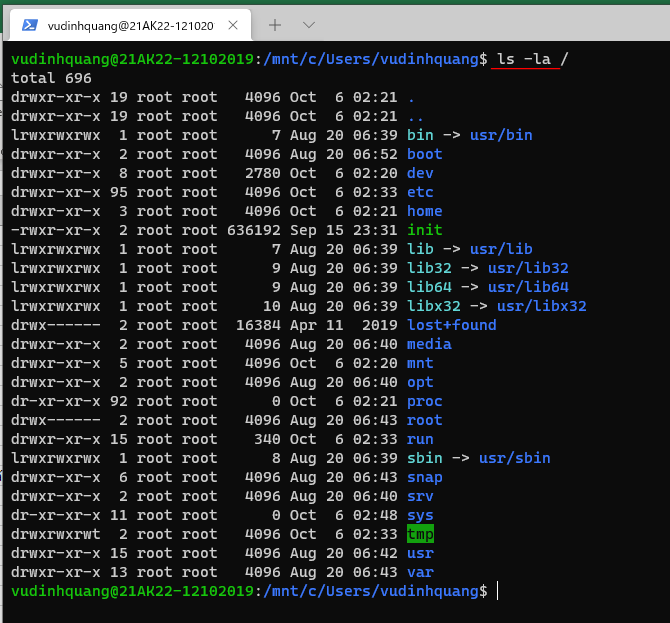 vudinhquang@21AK22-121020
vudinhquang@21AK22-12102019:/mnt/c/Users/vudinhquang$ ls -la /
total 696
drwxr-xr-x 19 root root   4096 Oct  6 02:21 .
drwxr-xr-x 19 root root   4096 Oct  6 02:21 ..
lrwxrwxrwx  1 root root      7 Aug 20 06:39 bin -> usr/bin
drwxr-xr-x  2 root root   4096 Aug 20 06:52 boot
drwxr-xr-x  8 root root   2780 Oct  6 02:20 dev
drwxr-xr-x 95 root root   4096 Oct  6 02:33 etc
drwxr-xr-x  3 root root   4096 Oct  6 02:21 home
-rwxr-xr-x  2 root root 636192 Sep 15 23:31 init
lrwxrwxrwx  1 root root      7 Aug 20 06:39 lib -> usr/lib
lrwxrwxrwx  1 root root      9 Aug 20 06:39 lib32 -> usr/lib32
lrwxrwxrwx  1 root root      9 Aug 20 06:39 lib64 -> usr/lib64
lrwxrwxrwx  1 root root     10 Aug 20 06:39 libx32 -> usr/libx32
drwx------  2 root root  16384 Apr 11  2019 lost+found
drwxr-xr-x  2 root root   4096 Aug 20 06:40 media
drwxr-xr-x  5 root root   4096 Oct  6 02:20 mnt
drwxr-xr-x  2 root root   4096 Aug 20 06:40 opt
dr-xr-xr-x 92 root root      0 Oct  6 02:21 proc
drwx------  2 root root   4096 Aug 20 06:43 root
drwxr-xr-x 15 root root    340 Oct  6 02:33 run
lrwxrwxrwx  1 root root      8 Aug 20 06:39 sbin -> usr/sbin
drwxr-xr-x  6 root root   4096 Aug 20 06:43 snap
drwxr-xr-x  2 root root   4096 Aug 20 06:40 srv
dr-xr-xr-x 11 root root      0 Oct  6 02:48 sys
drwxrwxrwt  2 root root   4096 Oct  6 02:33 tmp
drwxr-xr-x 15 root root   4096 Aug 20 06:42 usr
drwxr-xr-x 13 root root   4096 Aug 20 06:43 var
vudinhquang@21AK22-12102019:/mnt/c/Users/vudinhquang$